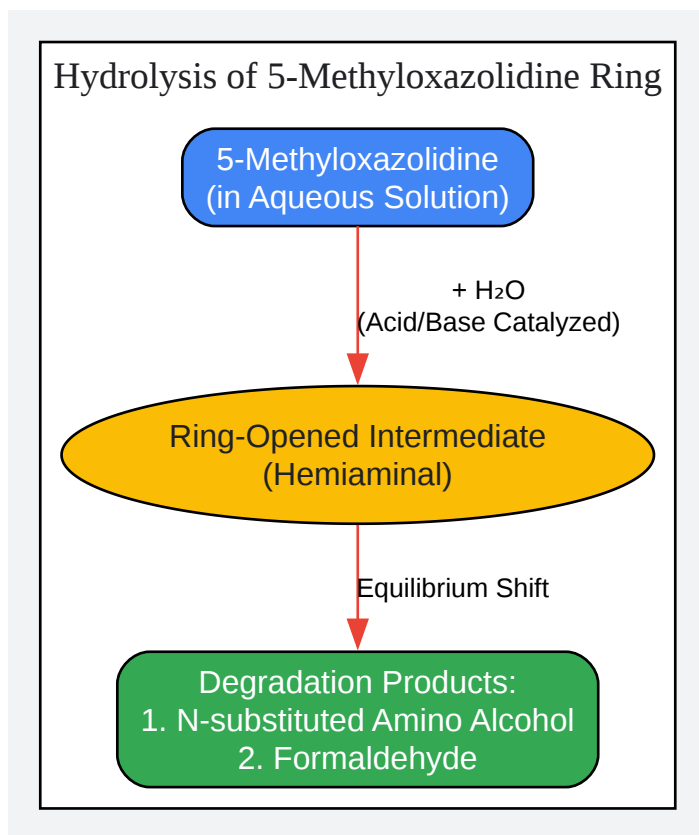 Hydrolysis of 5-Methyloxazolidine Ring
5-Methyloxazolidine
(in Aqueous Solution)
+ H₂O
(Acid/Base Catalyzed)
Ring-Opened Intermediate
(Hemiaminal)
Equilibrium Shift
Degradation Products:
1. N-substituted Amino Alcohol
2. Formaldehyde